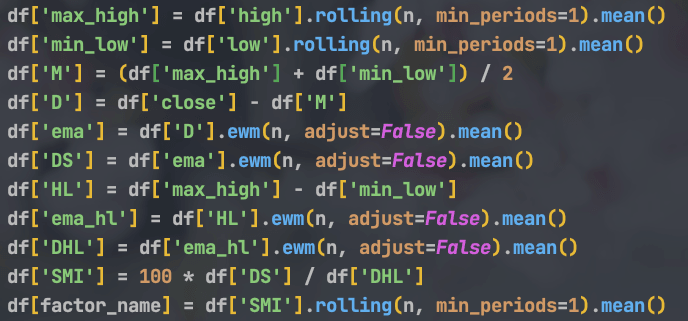 df['max_high'] = df['high'].rolling(n, min_periods=1).mean()
df['min_low'] = df['low'].rolling(n, min_periods=1).mean()
df['M'] = (df['max_high'] + df['min_low']) / 2
df['D'] = df['close'] - df['M']
df['ema'] = df['D'].ewm(n, adjust=False).mean()
df['DS'] = df['ema'].ewm(n, adjust=False).mean()
df['HL'] = df['max_high'] - df['min_low']
df['ema_hl'] = df['HL'].ewm(n, adjust=False).mean()
df['DHL'] = df['ema_hl'].ewm(n, adjust=False).mean()
df['SMI'] = 100 * df['DS'] / df['DHL']
df[factor_name] = df['SMI'].rolling(n, min_periods=1).mean()